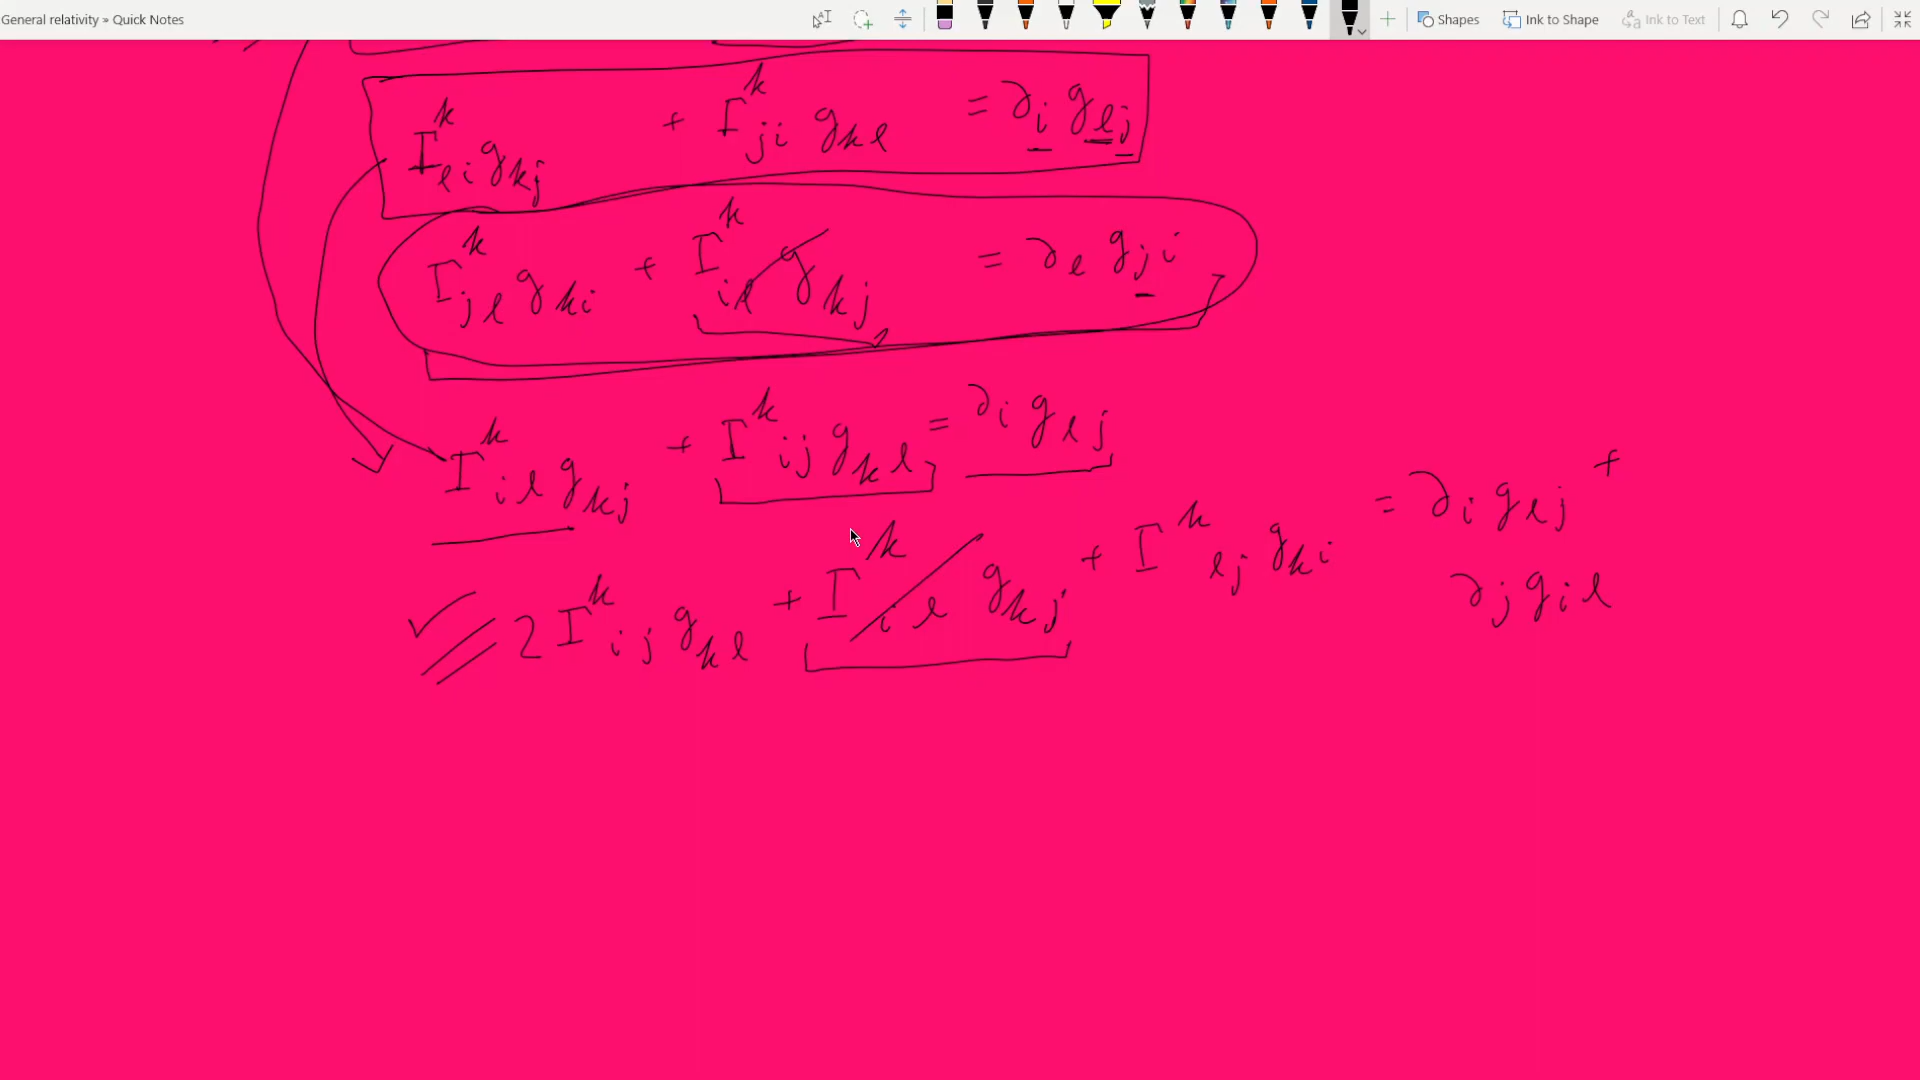 General relativity » Quick Notes Shapes Ink to Shape Ink to Text
Γ^k_{li} g_{kj} + Γ^k_{ji} g_{kl} = ∂_i g_{lj}
Γ^k_{jl} g_{ki} + Γ^k_{il} g_{kj} = ∂_l g_{ji}
Γ^k_{il} g_{kj} + Γ^k_{ij} g_{kl} = ∂_i g_{lj}
2Γ^k_{ij} g_{kl} + Γ^k_{il} g_{kj} + Γ^k_{lj} g_{ki} = ∂_i g_{lj} +
∂_j g_{il}